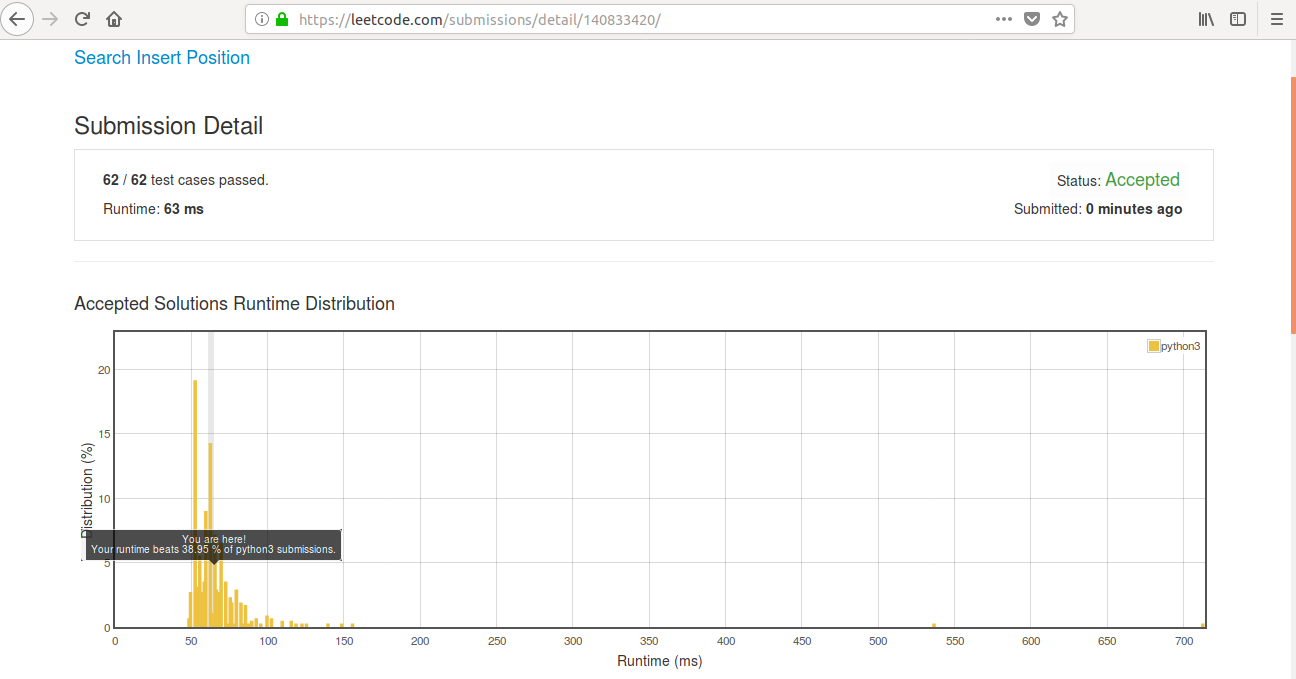 https://leetcode.com/submissions/detail/140833420/
Search Insert Position
Submission Detail
62 / 62 test cases passed.
Status: Accepted
Runtime: 63 ms
Submitted: 0 minutes ago
Accepted Solutions Runtime Distribution
python3
20
15
10
5
0
Distribution (%)
You are here!
Your runtime beats 38.95 % of python3 submissions.
0 50 100 150 200 250 300 350 400 450 500 550 600 650 700
Runtime (ms)